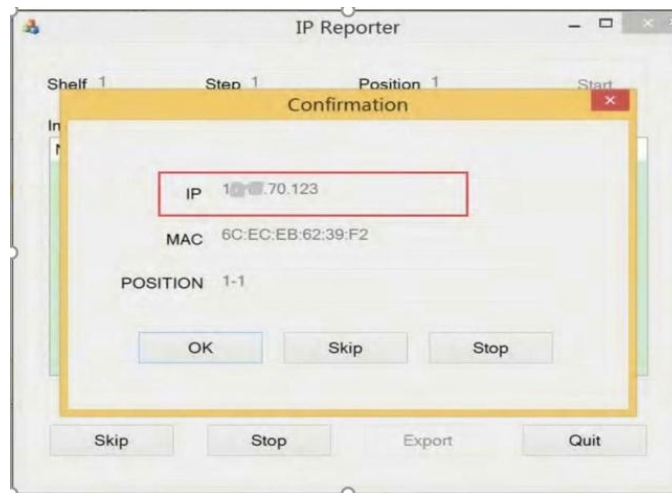 IP Reporter
Shelf 1 Step 1 Position 1 Start
Confirmation
IP .70.123
MAC 6C:EC:EB:62:39:F2
POSITION 1-1
OK Skip Stop
Skip Stop Export Quit